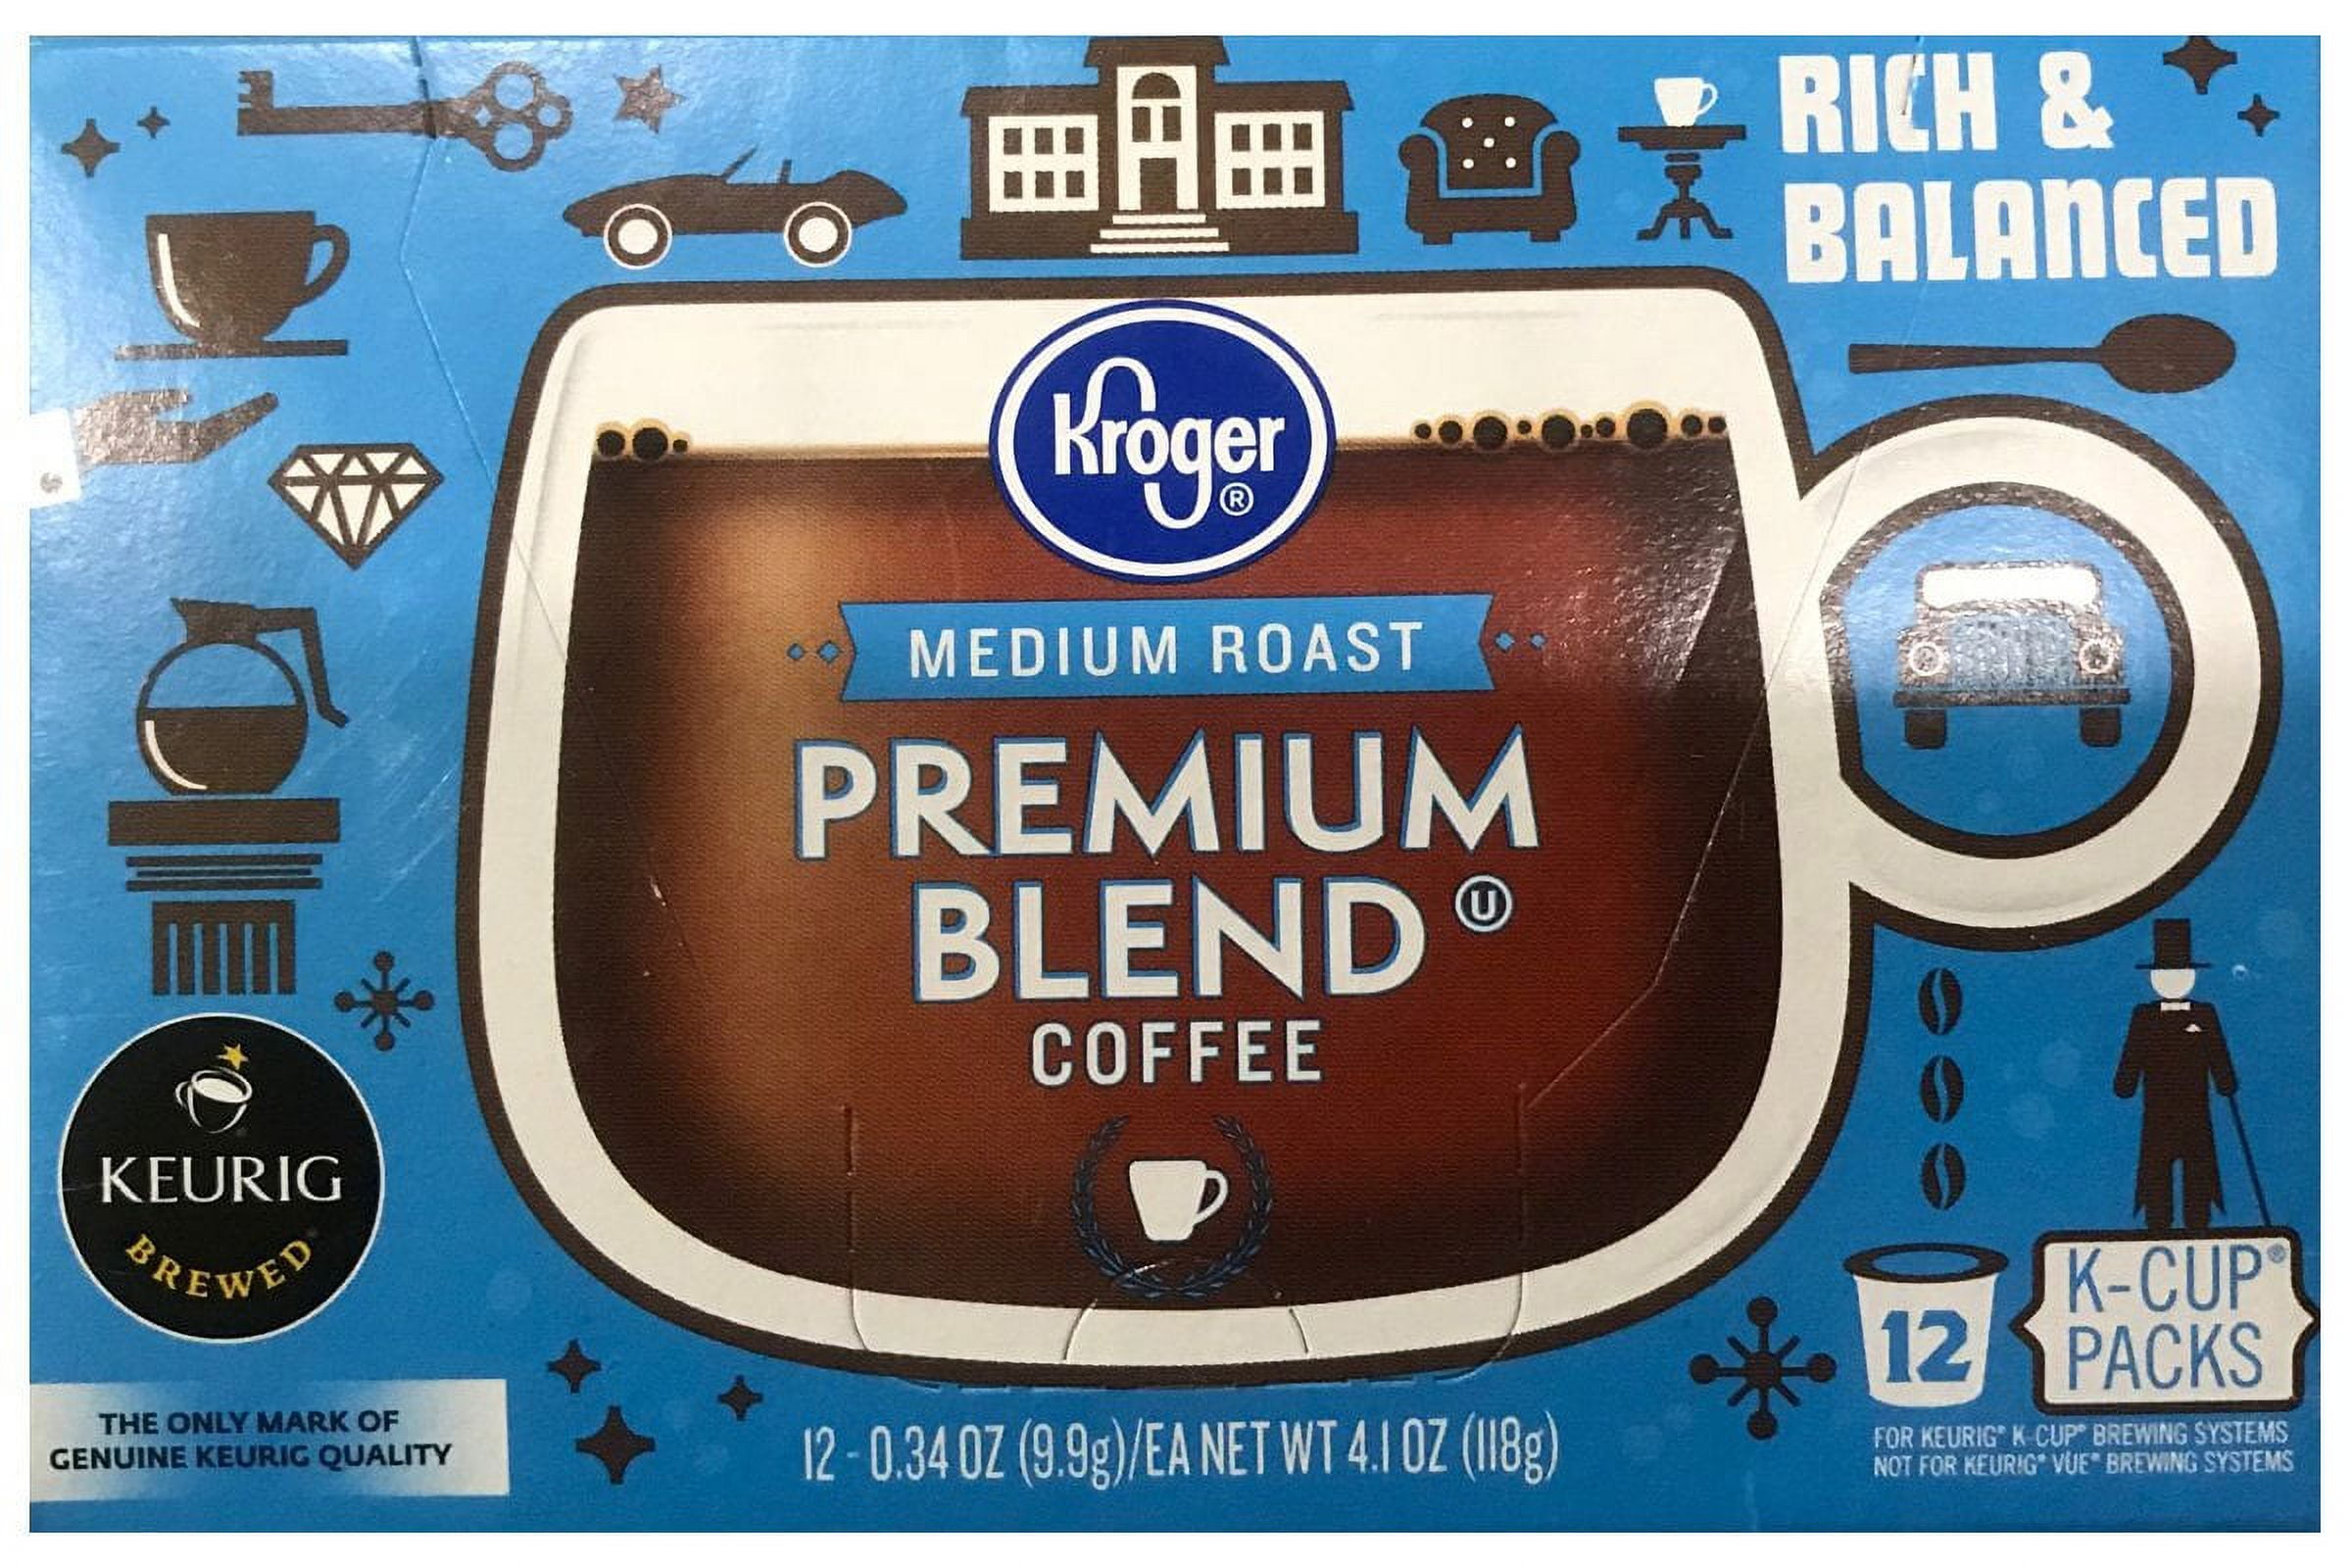 RICH &
BALANCED
Kroger®
MEDIUM ROAST
PREMIUM
BLEND Ⓤ
COFFEE
KEURIG
BREWED
THE ONLY MARK OF
GENUINE KEURIG QUALITY
12
K-CUP®
PACKS
12 - 0.34 OZ (9.9g)/EA NET WT 4.1 OZ (118g)
FOR KEURIG® K-CUP® BREWING SYSTEMS
NOT FOR KEURIG® VUE® BREWING SYSTEMS